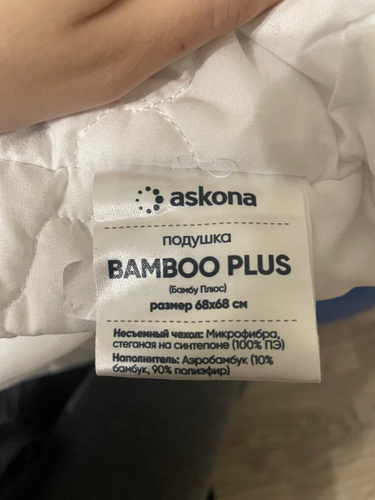 askona
подушка
BAMBOO PLUS
(Бамбу Плюс)
размер 68х68 см
Несъемный чехол: Микрофибра,
стеганая на синтепоне (100% ПЭ)
Наполнитель: Аэробамбук (10%
бамбук, 90% полиэфир)